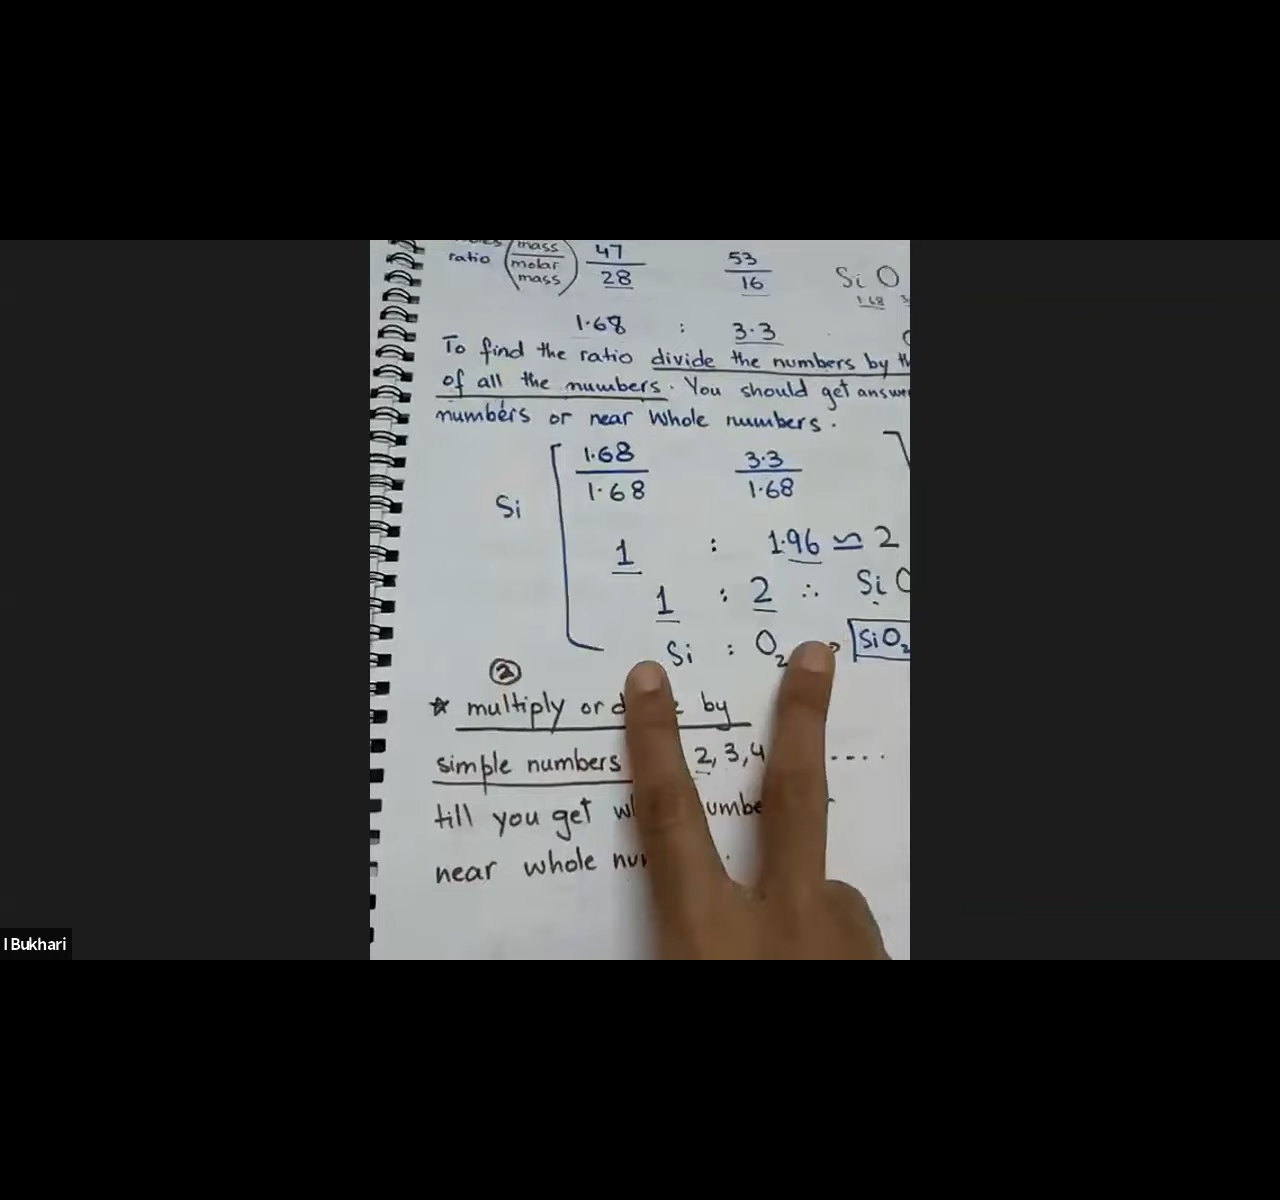 mass
ratio molar mass 47 28 53 16 Si O
1.68
1.68 : 3.3
To find the ratio divide the numbers by
of all the numbers. You should get
numbers or near whole numbers.
1.68 3.3
1.68 1.68
Si
1 : 1.96 ≃ 2
1 : 2 ∴ Si
Si : O2 SiO2
2
* multiply or by
simple numbers 2, 3, 4 ....
till you get
near whole
I Bukhari